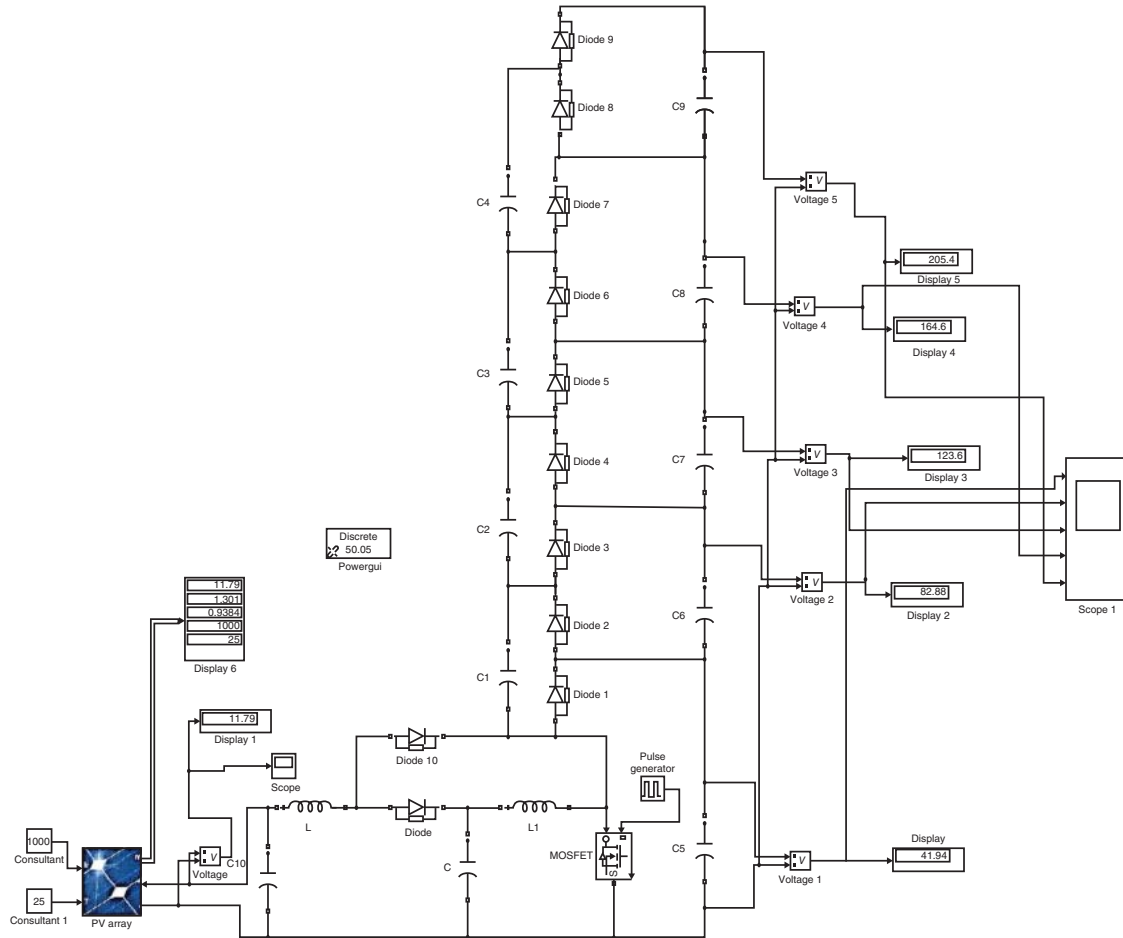 Diode 9
Diode 8
C9
Diode 7
C4
V
Voltage 5
205.4
Display 5
Diode 6
C8
V
Voltage 4
164.6
Display 4
Diode 5
C3
Diode 4
C7
V
Voltage 3
123.6
Display 3
C2
Diode 3
Discrete
50.05
Powergui
V
Voltage 2
82.88
Display 2
Scope 1
11.79
1.301
0.9384
1000
25
Display 6
Diode 2
C6
C1
Diode 1
11.79
Display 1
Diode 10
Pulse
generator
Scope
L
Diode
L1
1000
Consultant
V
Voltage
C10
C
MOSFET
S
C5
V
Voltage 1
Display
41.94
25
Consultant 1
PV array